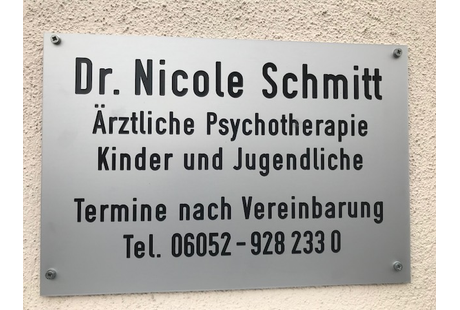 Dr. Nicole Schmitt
Ärztliche Psychotherapie
Kinder und Jugendliche
Termine nach Vereinbarung
Tel. 06052-928 233 0